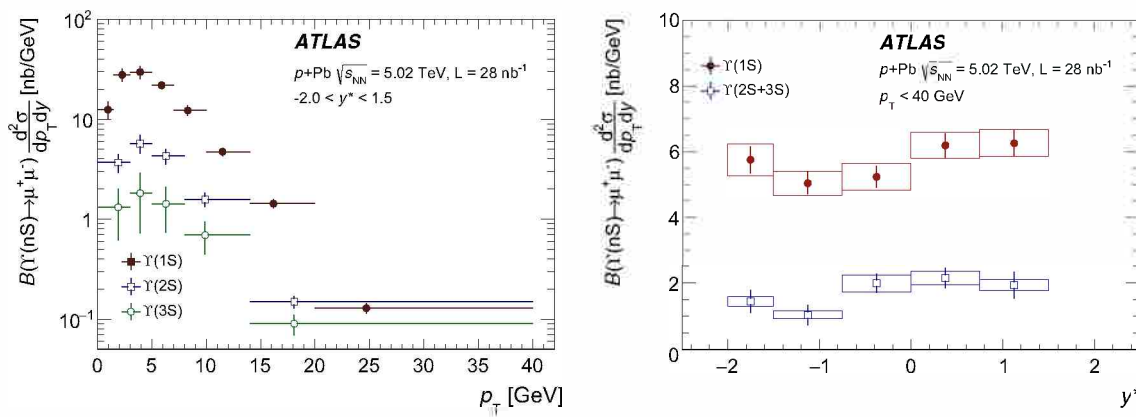 ATLAS
p+Pb √s_NN = 5.02 TeV, L = 28 nb⁻¹
-2.0 < y* < 1.5
B(ϒ(nS)→μ⁺μ⁻) d²σ/dp_T dy [nb/GeV]
10²
10
1
10⁻¹
ϒ(1S)
ϒ(2S)
ϒ(3S)
0 5 10 15 20 25 30 35 40
p_T [GeV]
ATLAS
ϒ(1S)
ϒ(2S+3S)
p+Pb √s_NN = 5.02 TeV, L = 28 nb⁻¹
p_T < 40 GeV
B(ϒ(nS)→μ⁺μ⁻) d²σ/dp_T dy [nb/GeV]
10
8
6
4
2
0
−2 −1 0 1 2
y*